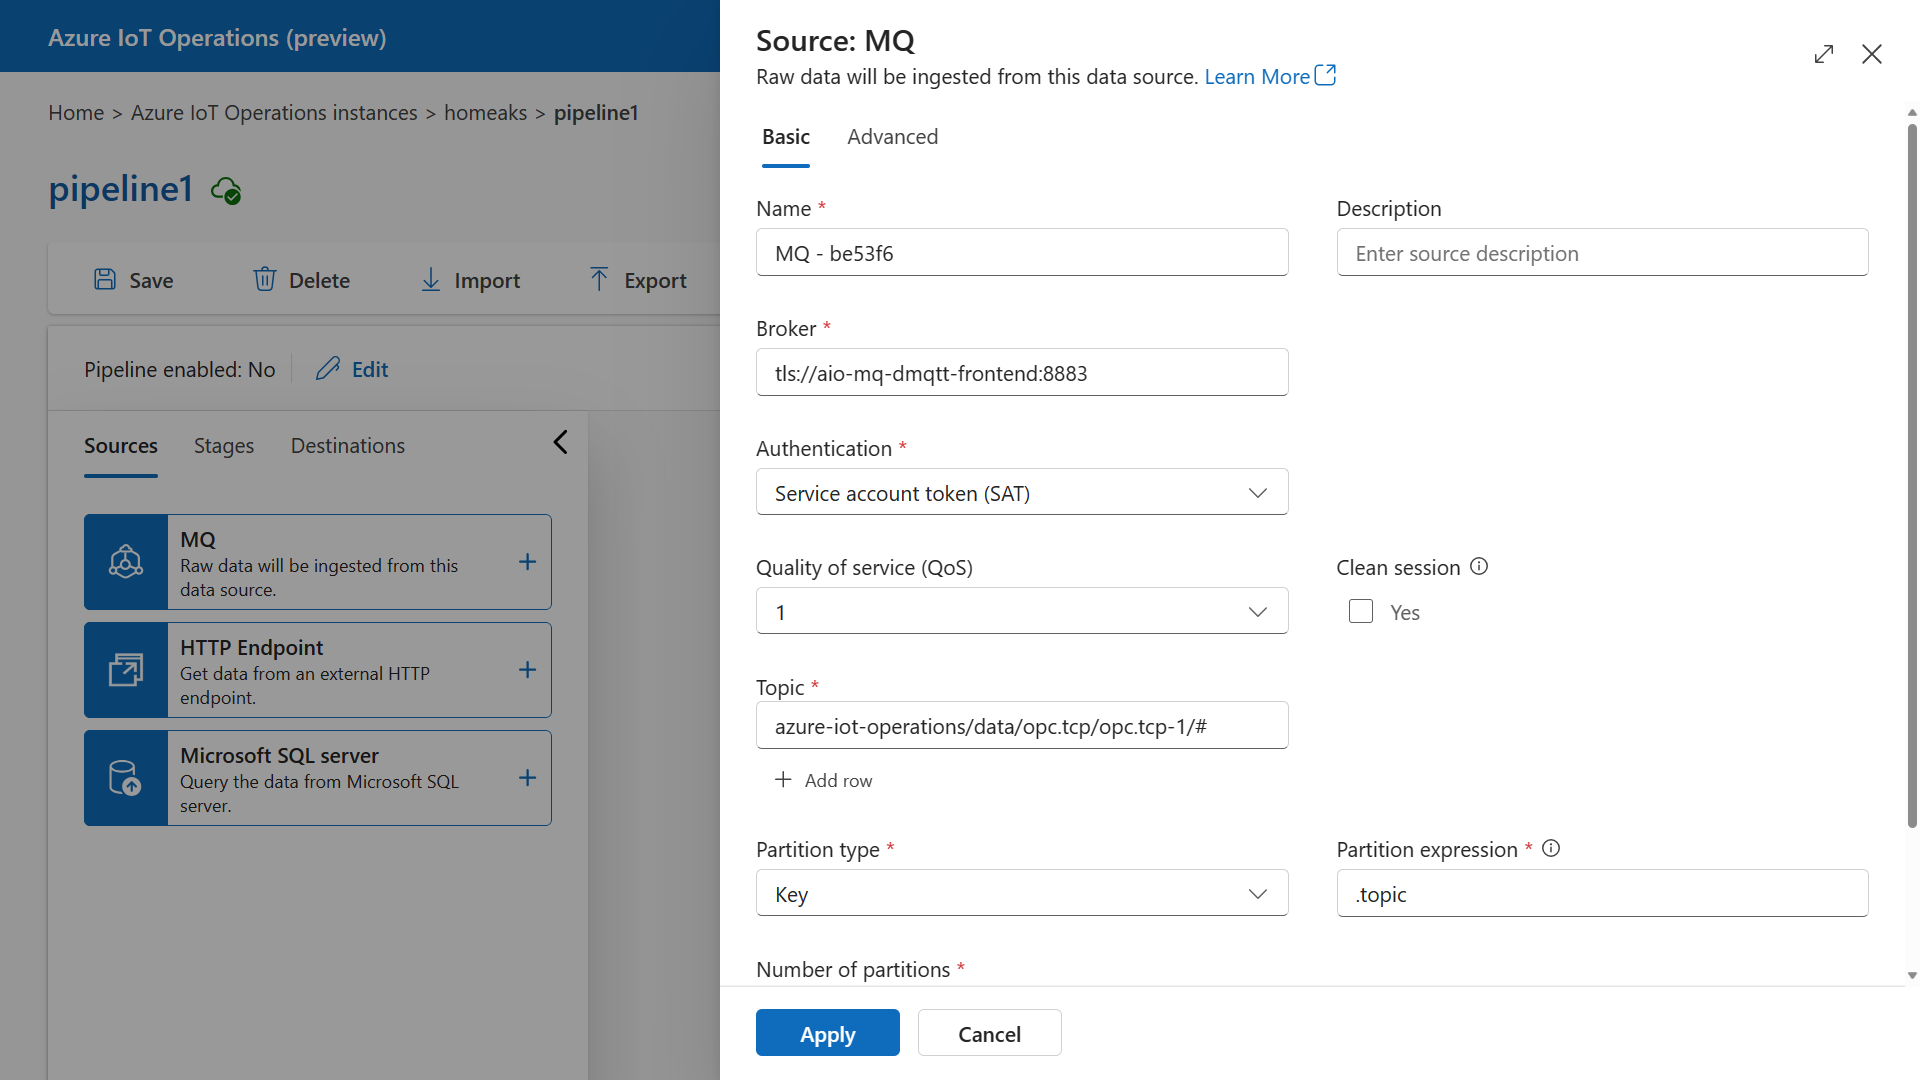 Azure IoT Operations (preview)
Home > Azure IoT Operations instances > homeaks > pipeline1
pipeline1
Save
Delete
Import
Export
Pipeline enabled: No
Edit
Sources
Stages
Destinations
MQ
Raw data will be ingested from this
data source.
HTTP Endpoint
Get data from an external HTTP
endpoint.
Microsoft SQL server
Query the data from Microsoft SQL
server.
Source: MQ
Raw data will be ingested from this data source. Learn More
Basic
Advanced
Name *
MQ - be53f6
Description
Enter source description
Broker *
tls://aio-mq-dmqtt-frontend:8883
Authentication *
Service account token (SAT)
Quality of service (QoS)
1
Clean session
Yes
Topic *
azure-iot-operations/data/opc.tcp/opc.tcp-1/#
Add row
Partition type *
Key
Partition expression *
.topic
Number of partitions *
Apply
Cancel